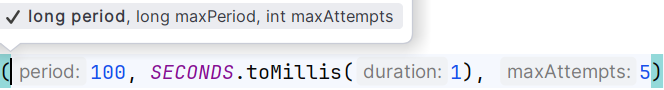 ✓ long period, long maxPeriod, int maxAttempts
(period: 100, SECONDS.toMillis( duration: 1), maxAttempts: 5)